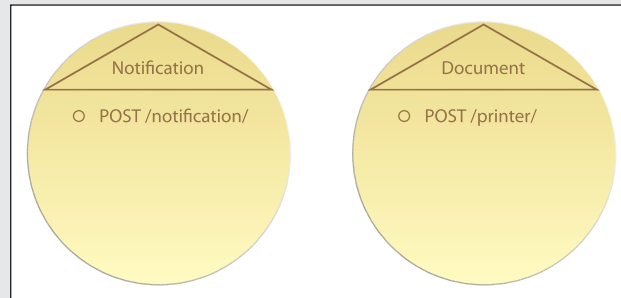 Notification
POST /notification/
Document
POST /printer/